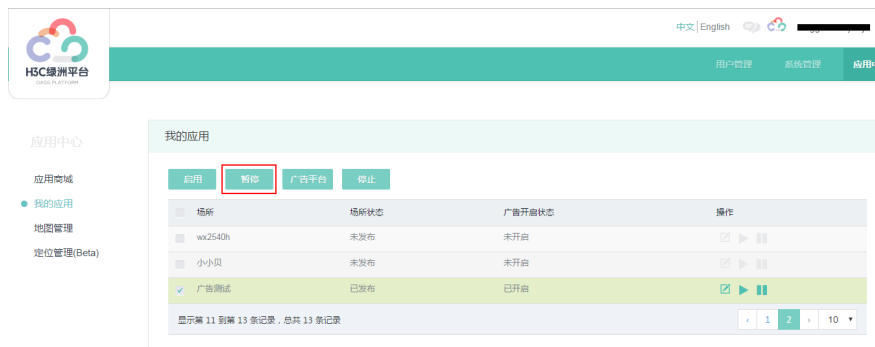 中文 | English
H3C绿洲平台
OASIS PLATFORM
用户管理 系统管理 应用中
应用中心
应用商城
我的应用
地图管理
定位管理(Beta)
我的应用
启用 暂停 广告平台 停止
场所 场所状态 广告开启状态 操作
wx2540h 未发布 未开启
小小贝 未发布 未开启
广告测试 已发布 已开启
显示第 11 到第 13 条记录，总共 13 条记录
‹ 1 2 › 10